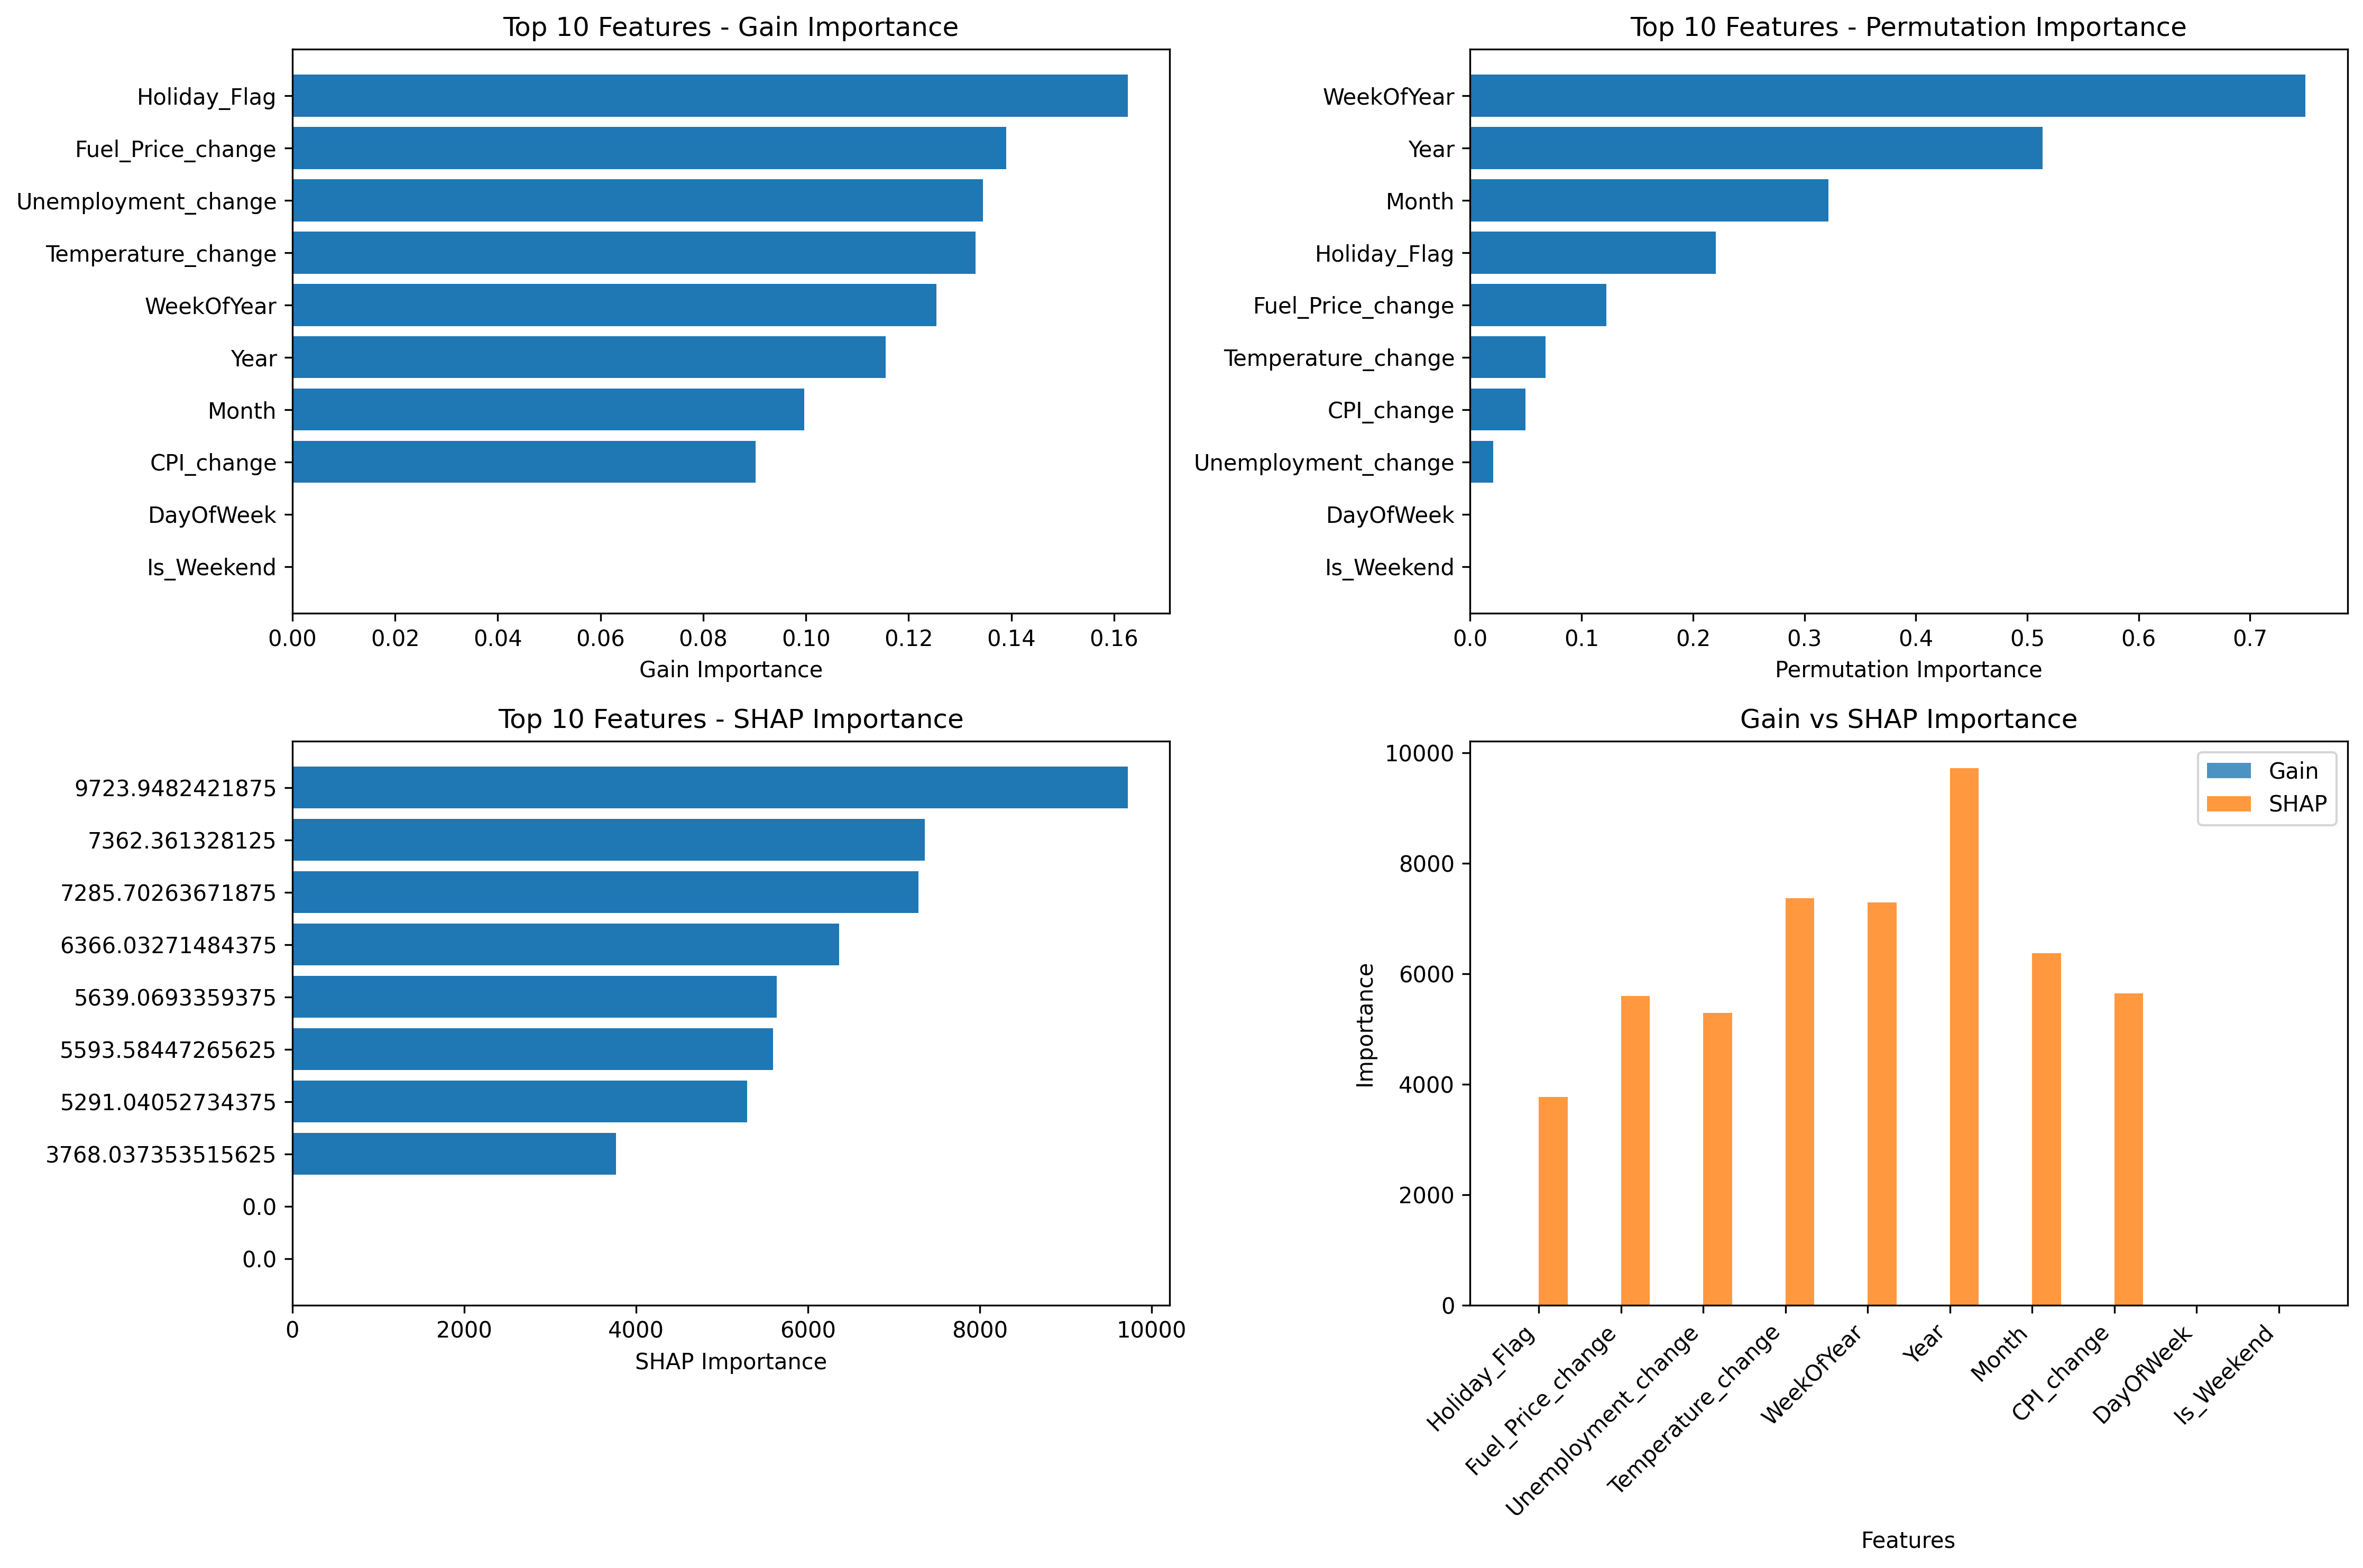 Top 10 Features - Gain Importance
Holiday_Flag
Fuel_Price_change
Unemployment_change
Temperature_change
WeekOfYear
Year
Month
CPI_change
DayOfWeek
Is_Weekend
0.00 0.02 0.04 0.06 0.08 0.10 0.12 0.14 0.16
Gain Importance
Top 10 Features - Permutation Importance
WeekOfYear
Year
Month
Holiday_Flag
Fuel_Price_change
Temperature_change
CPI_change
Unemployment_change
DayOfWeek
Is_Weekend
0.0 0.1 0.2 0.3 0.4 0.5 0.6 0.7
Permutation Importance
Top 10 Features - SHAP Importance
9723.9482421875
7362.361328125
7285.70263671875
6366.03271484375
5639.0693359375
5593.58447265625
5291.04052734375
3768.037353515625
0.0
0.0
0 2000 4000 6000 8000 10000
SHAP Importance
Gain vs SHAP Importance
Gain
SHAP
10000
8000
6000
4000
2000
0
Importance
Holiday_Flag
Fuel_Price_change
Unemployment_change
Temperature_change
WeekOfYear
Year
Month
CPI_change
DayOfWeek
Is_Weekend
Features